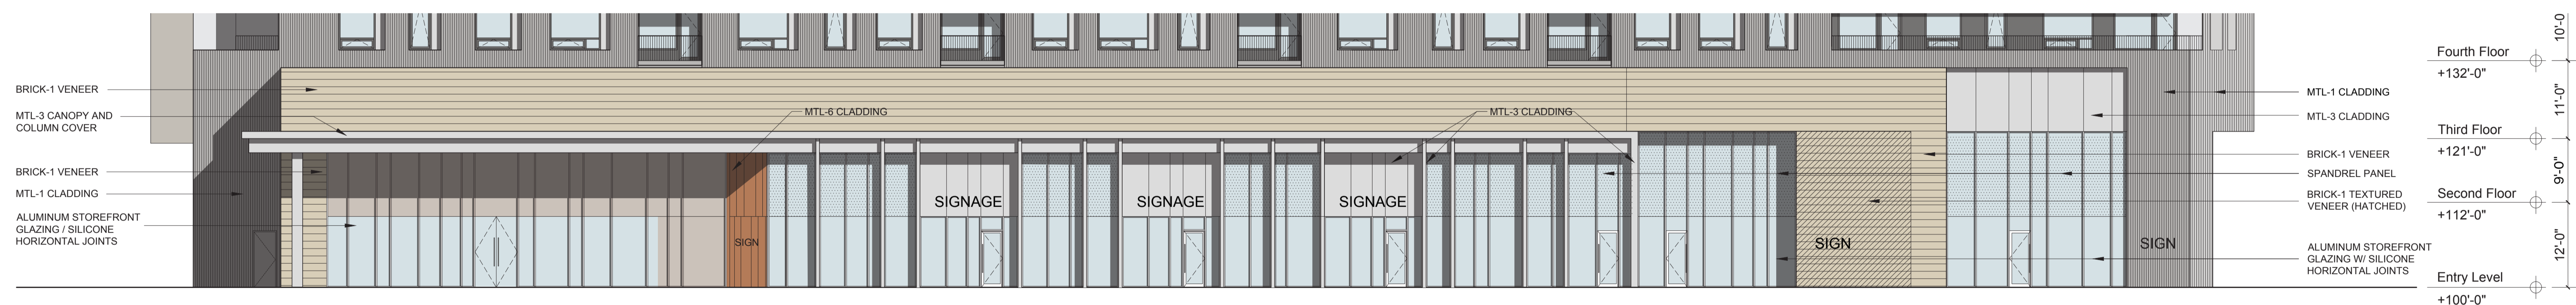 BRICK-1 VENEER
MTL-3 CANOPY AND
COLUMN COVER
BRICK-1 VENEER
MTL-1 CLADDING
ALUMINUM STOREFRONT
GLAZING / SILICONE
HORIZONTAL JOINTS
MTL-6 CLADDING
MTL-3 CLADDING
SIGN
SIGNAGE
SIGNAGE
SIGNAGE
SIGN
SIGN
MTL-1 CLADDING
MTL-3 CLADDING
BRICK-1 VENEER
SPANDREL PANEL
BRICK-1 TEXTURED
VENEER (HATCHED)
ALUMINUM STOREFRONT
GLAZING W/ SILICONE
HORIZONTAL JOINTS
Fourth Floor
+132'-0"
Third Floor
+121'-0"
Second Floor
+112'-0"
Entry Level
+100'-0"
10'-0
11'-0"
9'-0"
12'-0"